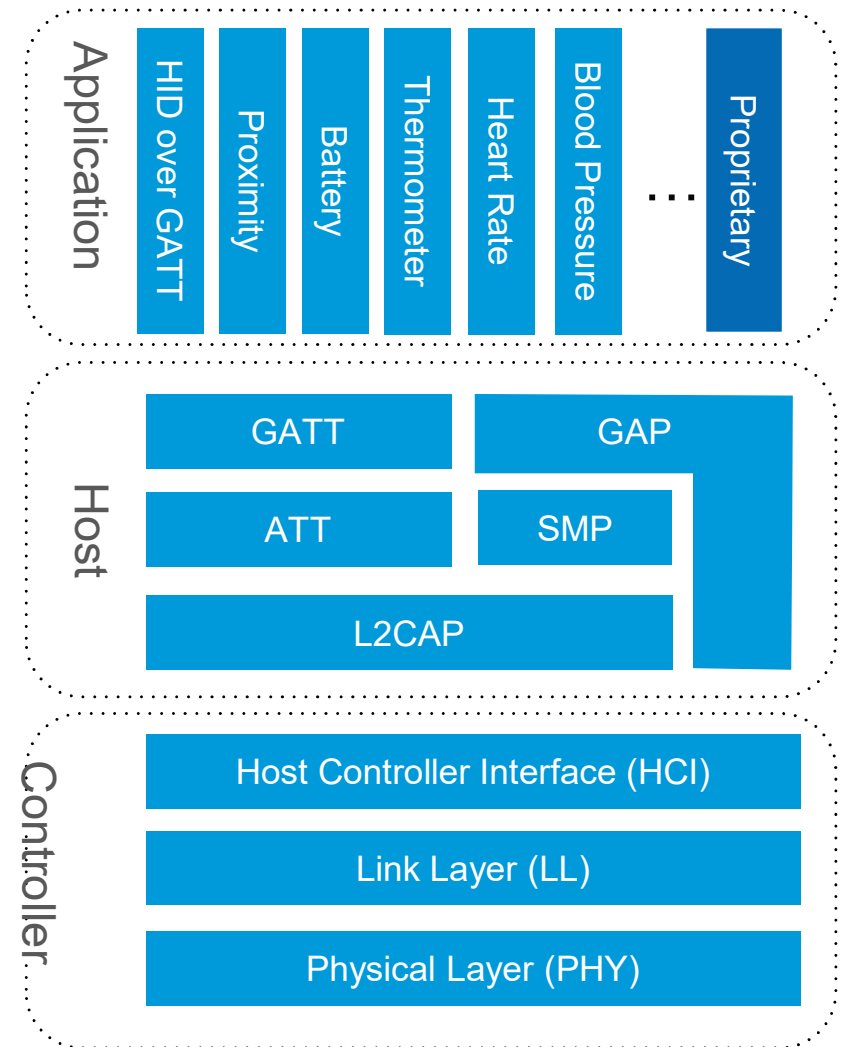 Application
HID over GATT
Proximity
Battery
Thermometer
Heart Rate
Blood Pressure
...
Proprietary
Host
GATT
GAP
ATT
SMP
L2CAP
Controller
Host Controller Interface (HCI)
Link Layer (LL)
Physical Layer (PHY)